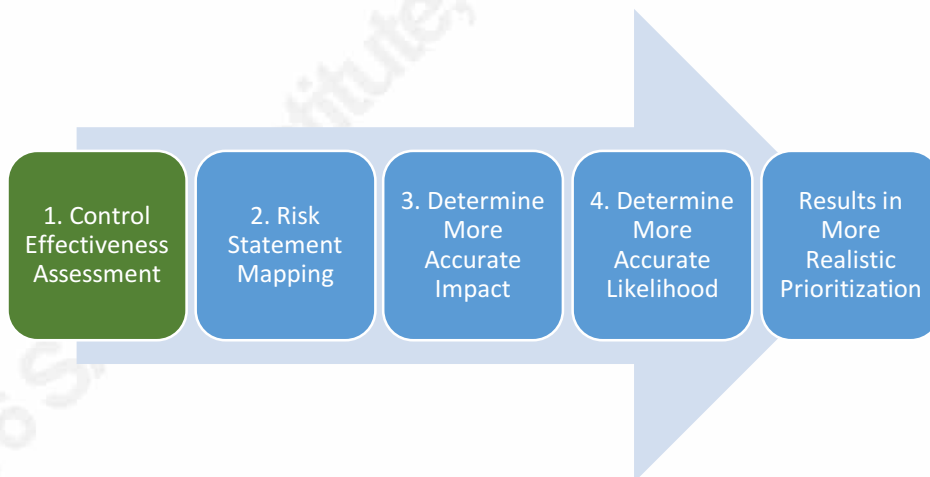 1. Control
Effectiveness
Assessment
2. Risk
Statement
Mapping
3. Determine
More
Accurate
Impact
4. Determine
More
Accurate
Likelihood
Results in
More
Realistic
Prioritization